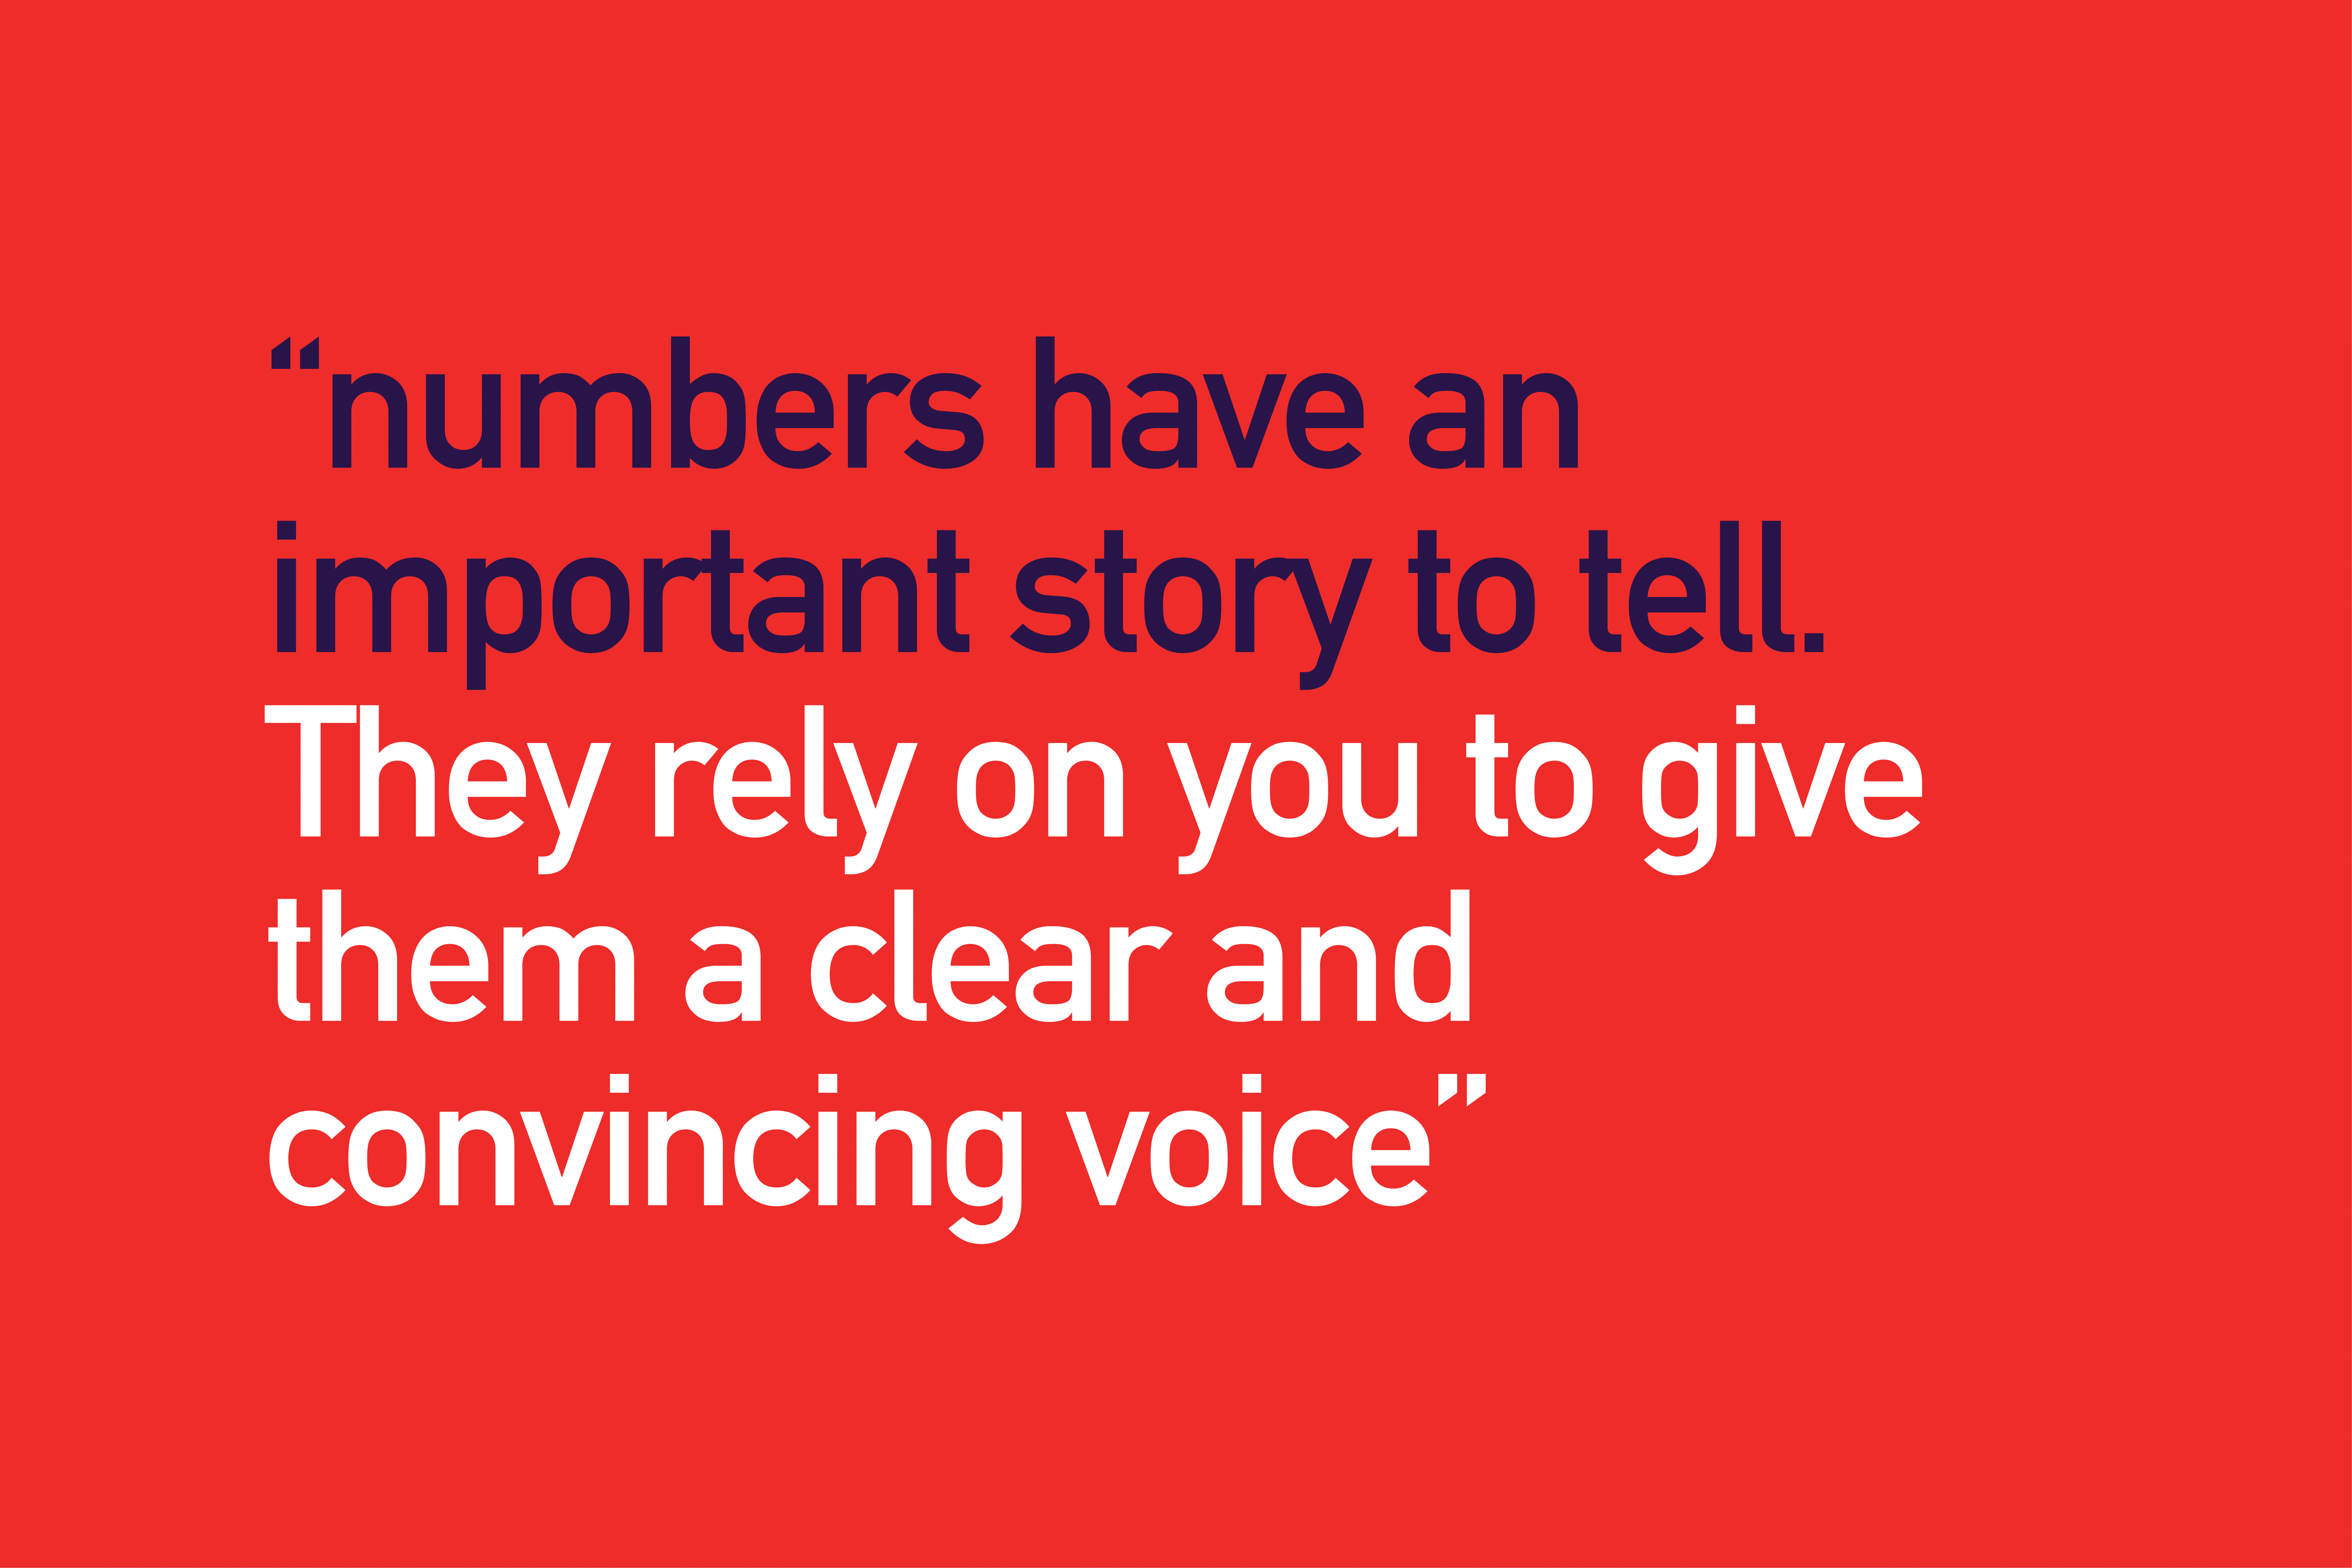 “numbers have an
important story to tell.
They rely on you to give
them a clear and
convincing voice”